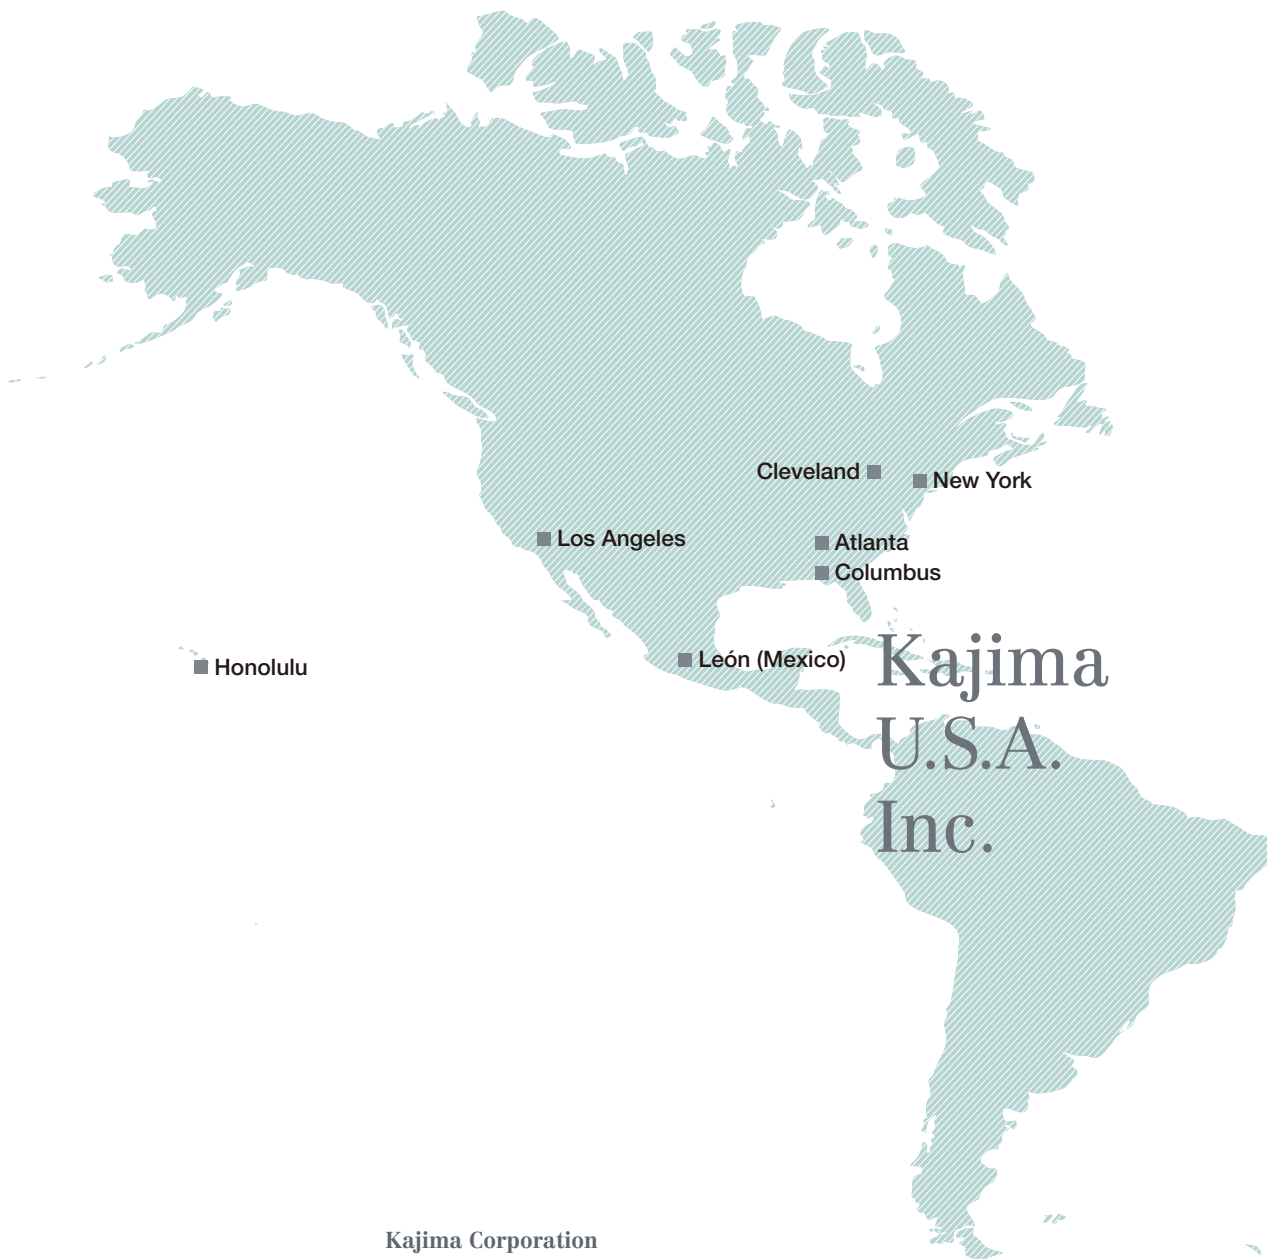 Cleveland
New York
Los Angeles
Atlanta
Columbus
Honolulu
León (Mexico)
Kajima
U.S.A.
Inc.
Kajima Corporation